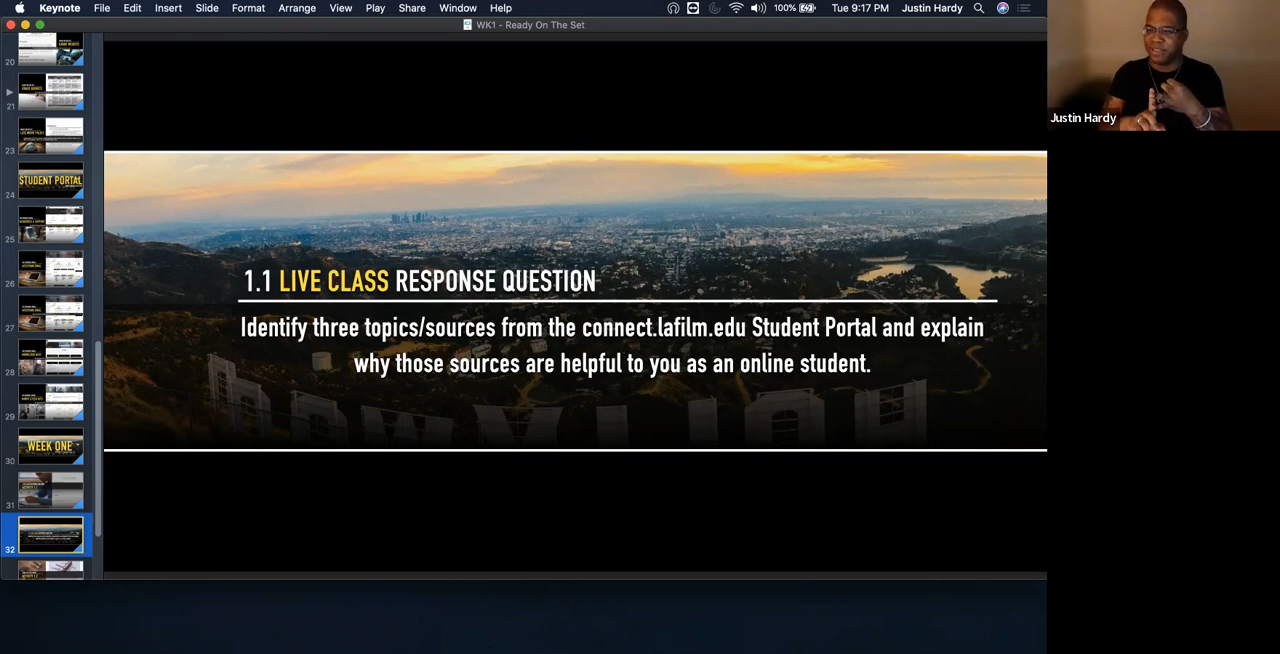 Keynote File Edit Insert Slide Format Arrange View Play Share Window Help 100% Tue 9:17 PM Justin Hardy
WK1 - Ready On The Set
20
21
23
24
STUDENT PORTAL
25
26
27
28
29
30
WEEK ONE
31
32
1.1 LIVE CLASS RESPONSE QUESTION
Identify three topics/sources from the connect.lafilm.edu Student Portal and explain
why those sources are helpful to you as an online student.
Justin Hardy